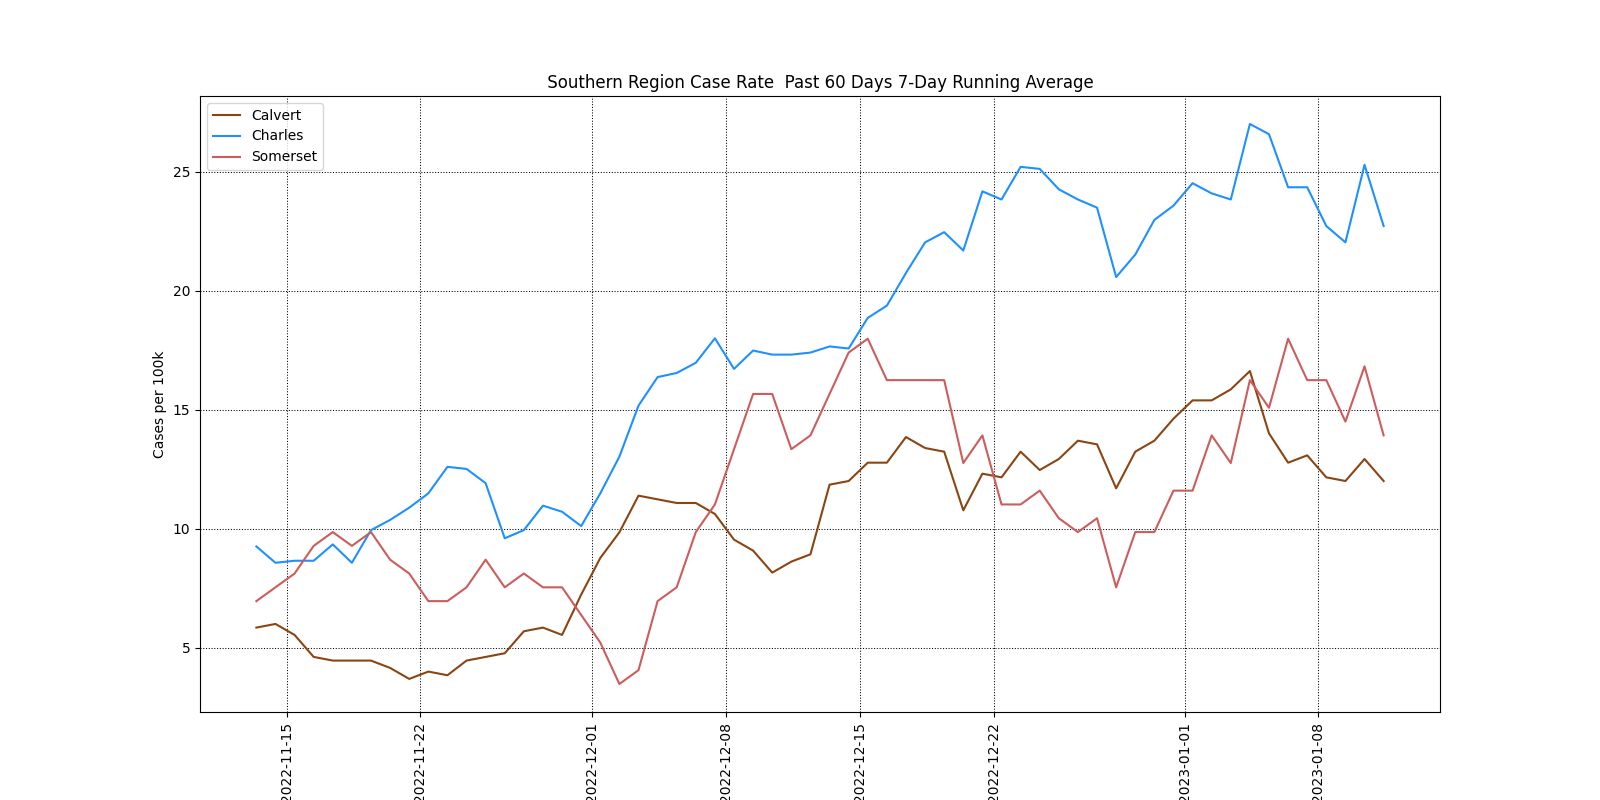 Southern Region Case Rate  Past 60 Days 7-Day Running Average
Calvert
Charles
Somerset
Cases per 100k
25
20
15
10
5
2022-11-15
2022-11-22
2022-12-01
2022-12-08
2022-12-15
2022-12-22
2023-01-01
2023-01-08